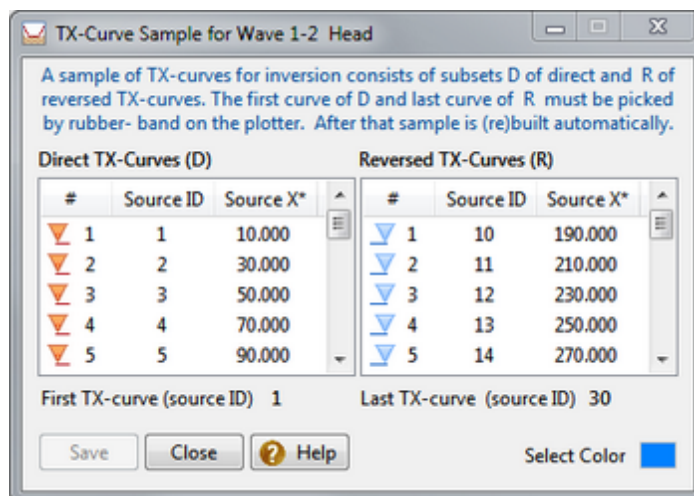 TX-Curve Sample for Wave 1-2 Head
A sample of TX-curves for inversion consists of subsets D of direct and R of
reversed TX-curves. The first curve of D and last curve of R must be picked
by rubber- band on the plotter. After that sample is (re)built automatically.
Direct TX-Curves (D)
# Source ID Source X*
1 1 10.000
2 2 30.000
3 3 50.000
4 4 70.000
5 5 90.000
First TX-curve (source ID) 1
Reversed TX-Curves (R)
# Source ID Source X*
1 10 190.000
2 11 210.000
3 12 230.000
4 13 250.000
5 14 270.000
Last TX-curve (source ID) 30
Save Close ? Help Select Color